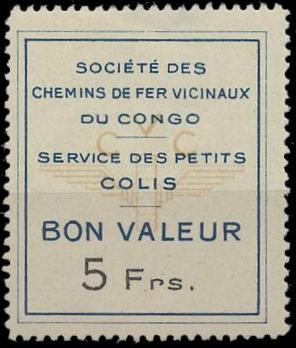 SOCIÉTÉ DES
CHEMINS DE FER VICINAUX
DU CONGO
C V C
SERVICE DES PETITS
COLIS
BON VALEUR
5 Frs.